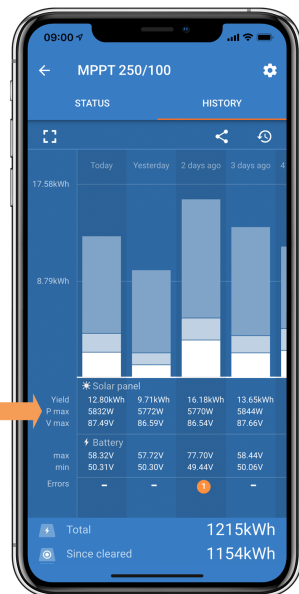 09:00
MPPT 250/100
STATUS HISTORY
Today Yesterday 2 days ago 3 days ago 4
17.58kWh
8.79kWh
Solar panel
Yield 12.80kWh 9.71kWh 16.18kWh 13.65kWh
P max 5832W 5772W 5770W 5844W
V max 87.49V 86.59V 86.54V 87.66V
Battery
max 58.32V 57.72V 77.70V 58.44V
min 50.31V 50.30V 49.44V 50.06V
Errors – – 1 –
Total 1215kWh
Since cleared 1154kWh